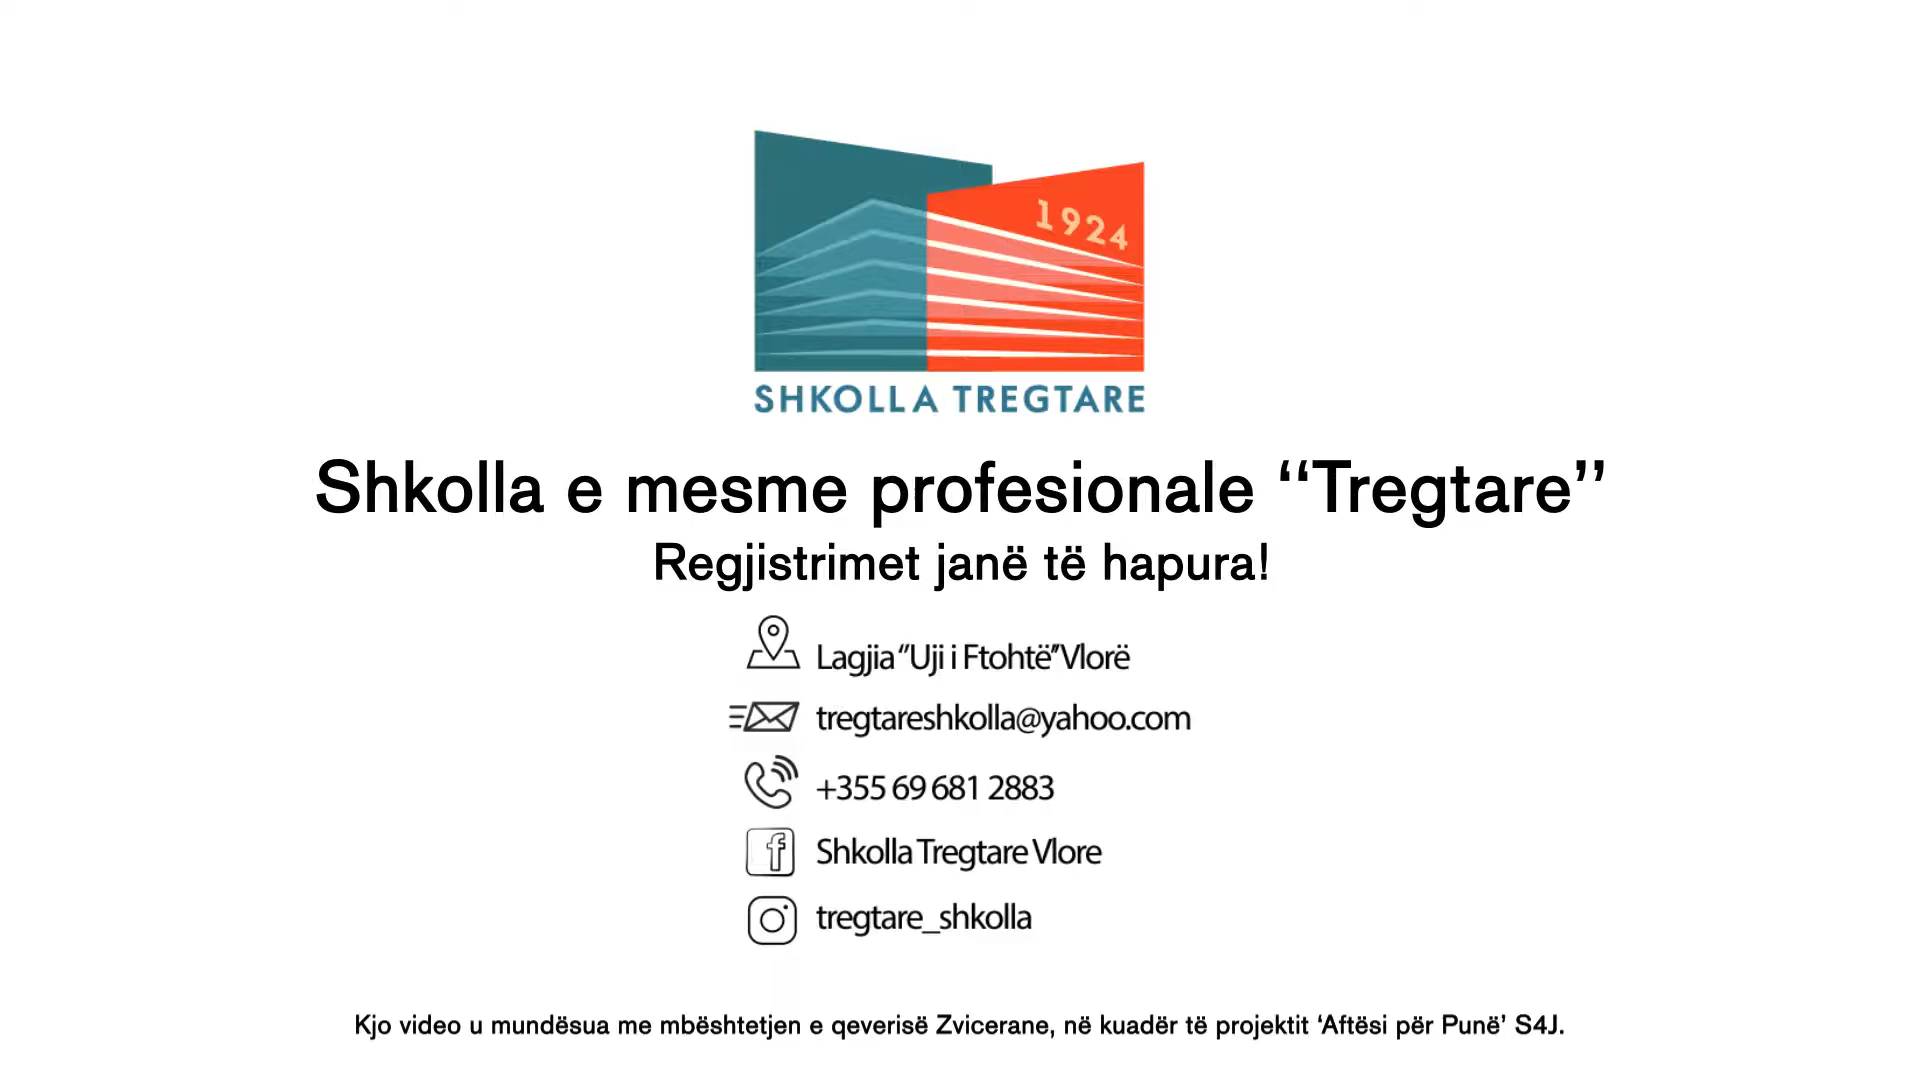 1924
SHKOLLA TREGTARE
Shkolla e mesme profesionale ‘‘Tregtare’’
Regjistrimet janë të hapura!
Lagjia “Uji i Ftohtë” Vlorë
tregtareshkolla@yahoo.com
+355 69 681 2883
Shkolla Tregtare Vlore
tregtare_shkolla
Kjo video u mundësua me mbështetjen e qeverisë Zvicerane, në kuadër të projektit ‘Aftësi për Punë’ S4J.